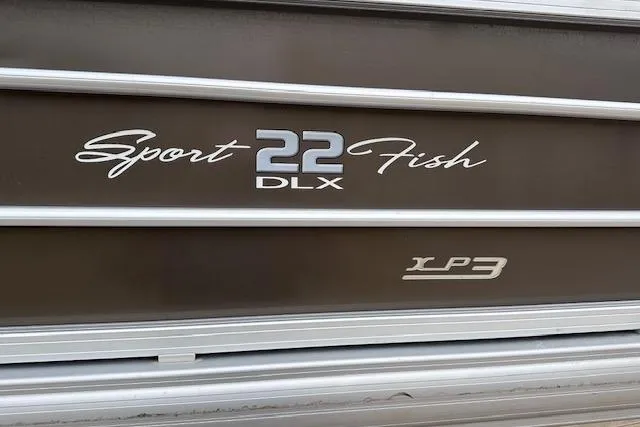 Sport 22 Fish
DLX
XP3